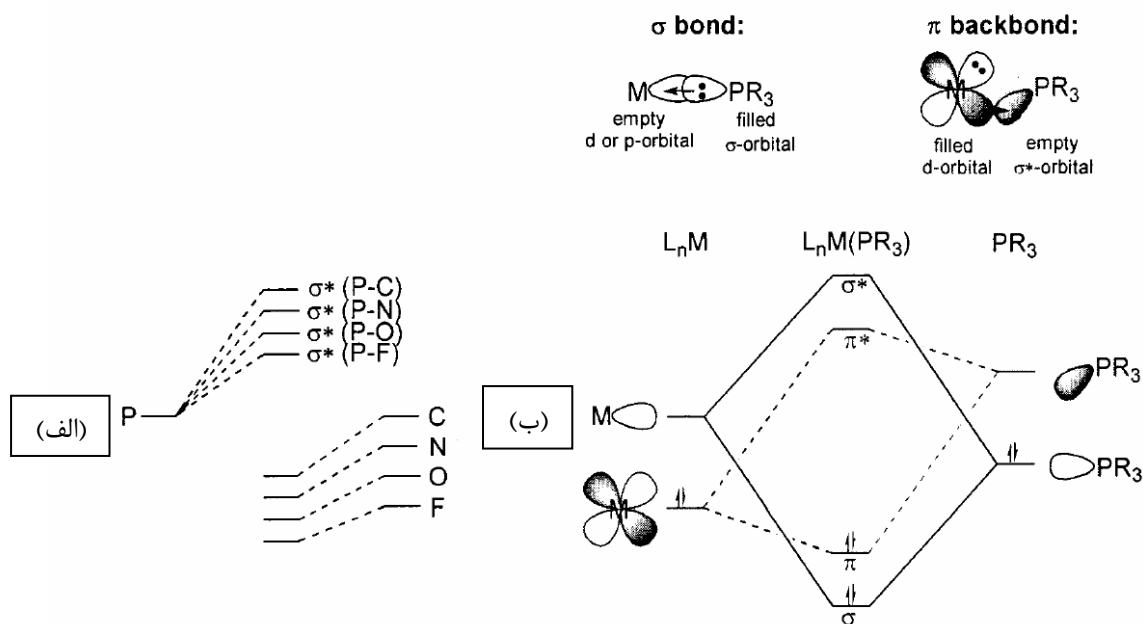 σ bond:
π backbond:
M PR₃
empty filled
d or p-orbital σ-orbital
M PR₃
filled empty
d-orbital σ*-orbital
LₙM LₙM(PR₃) PR₃
σ* (P-C)
σ* (P-N)
σ* (P-O)
σ* (P-F)
P
(الف)
C
N
O
F
(ب)
σ*
π*
PR₃
M
PR₃
M
π
σ